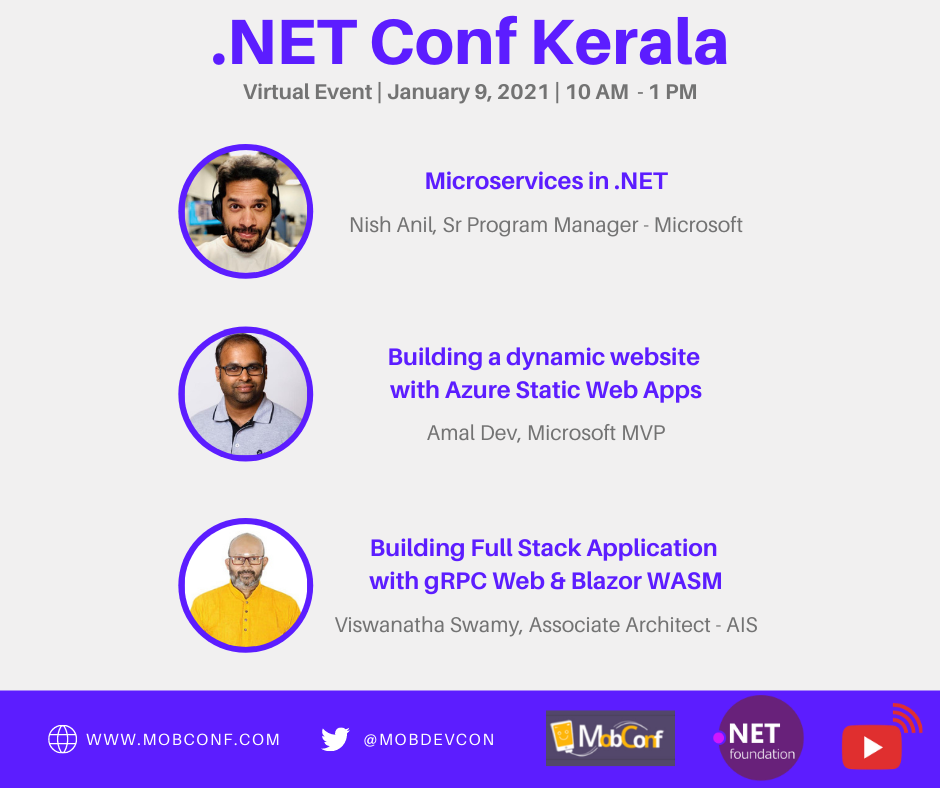 .NET Conf Kerala
Virtual Event | January 9, 2021 | 10 AM - 1 PM
Microservices in .NET
Nish Anil, Sr Program Manager - Microsoft
Building a dynamic website
with Azure Static Web Apps
Amal Dev, Microsoft MVP
Building Full Stack Application
with gRPC Web & Blazor WASM
Viswanatha Swamy, Associate Architect - AIS
WWW.MOBCONF.COM
@MOBDEVCON
MobConf
.NET
foundation